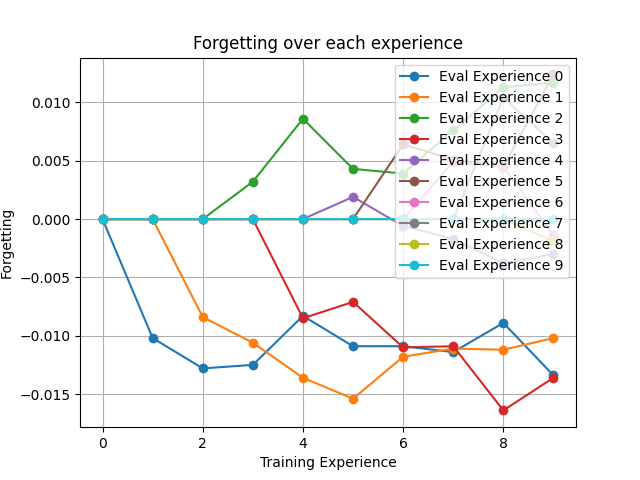 Forgetting over each experience
Eval Experience 0
Eval Experience 1
Eval Experience 2
Eval Experience 3
Eval Experience 4
Eval Experience 5
Eval Experience 6
Eval Experience 7
Eval Experience 8
Eval Experience 9
Forgetting
0.010
0.005
0.000
−0.005
−0.010
−0.015
0 2 4 6 8
Training Experience